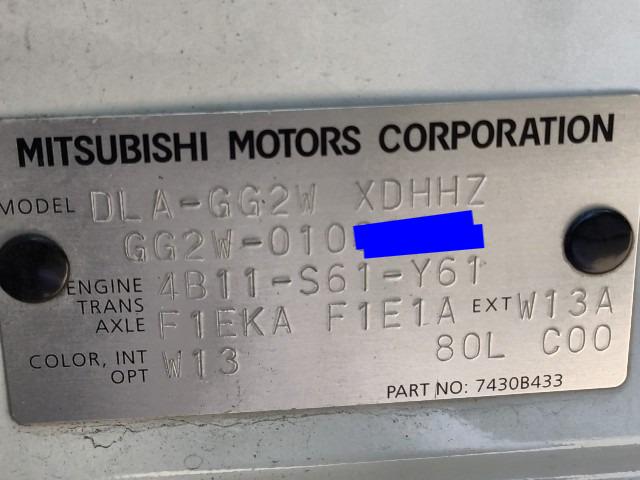 MITSUBISHI MOTORS CORPORATION
MODEL DLA-GG2W XDHHZ
GG2W-010
ENGINE 4B11-S61-Y61
TRANS AXLE F1EKA F1E1A EXT W13A
COLOR, INT OPT W13 80L C00
PART NO: 7430B433